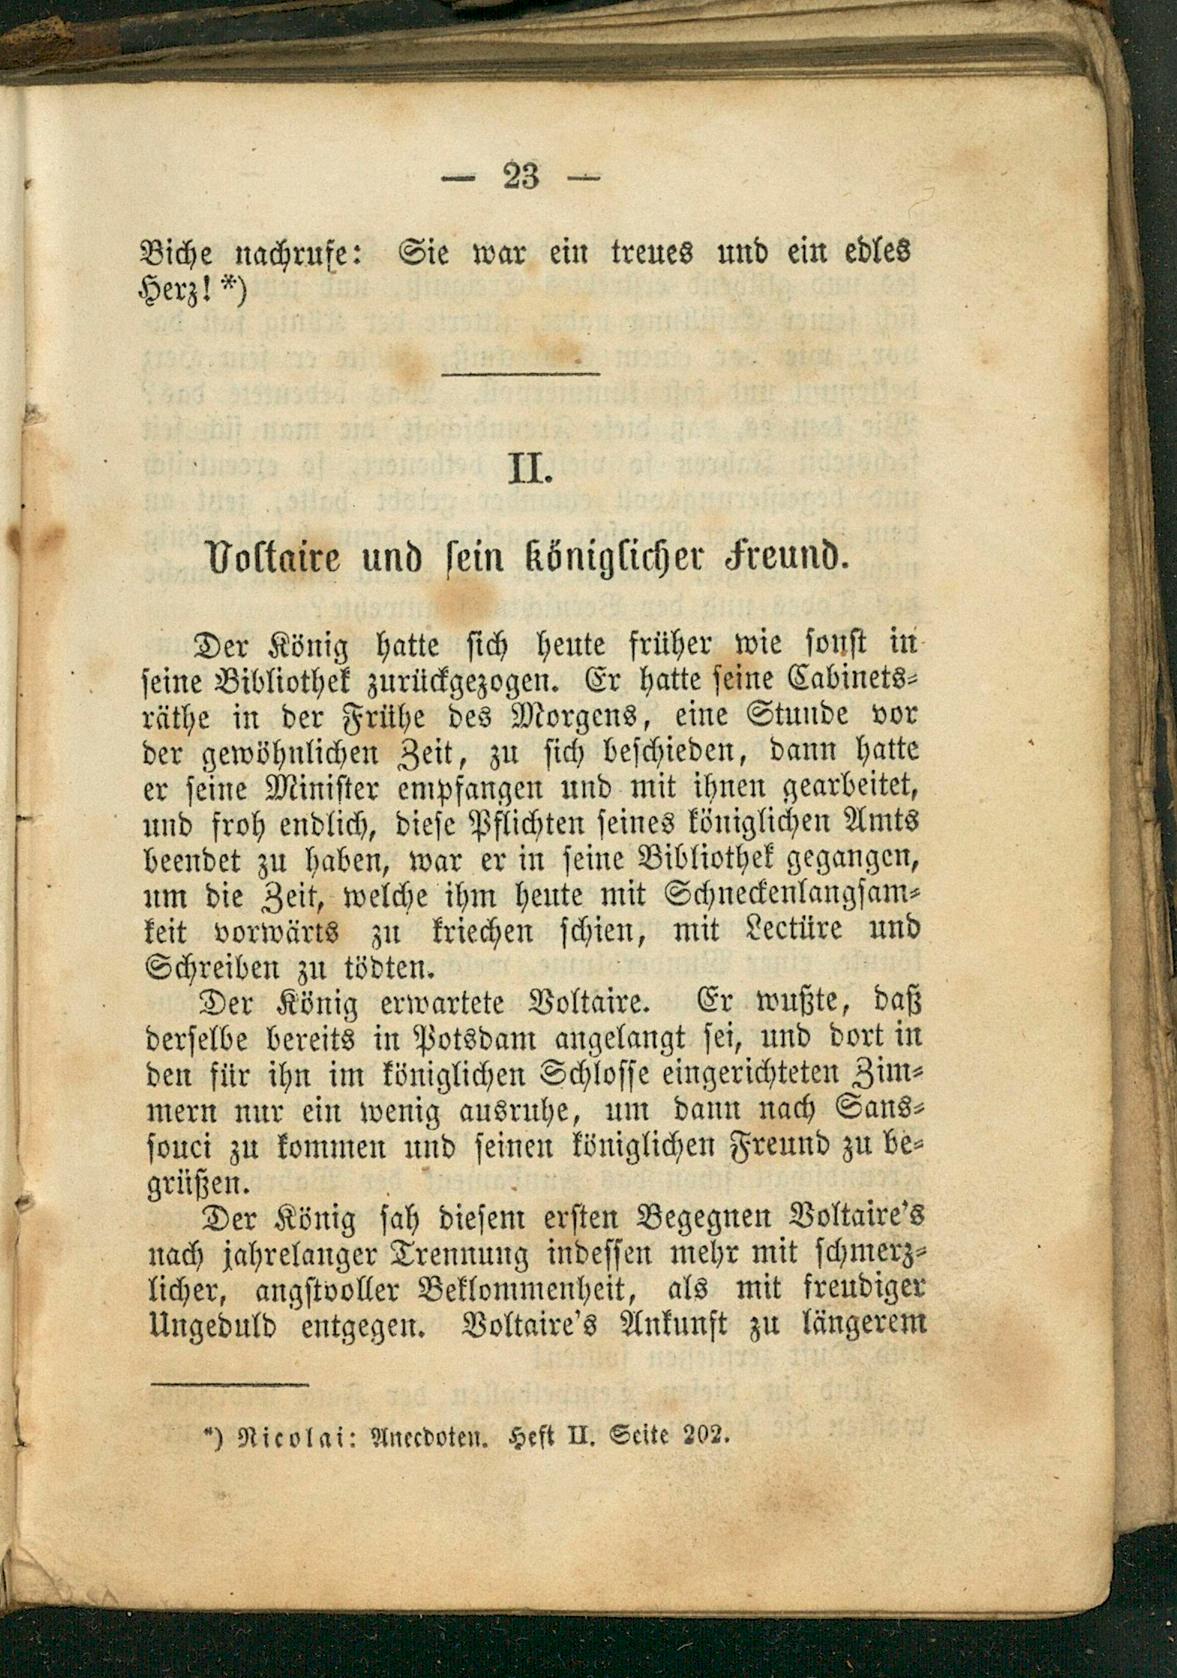 — 23 —
Biche nachrufe: Sie war ein treues und ein edles
Herz! *)
II.
Voltaire und sein königlicher Freund.
Der König hatte sich heute früher wie sonst in
seine Bibliothek zurückgezogen. Er hatte seine Cabinets-
räthe in der Frühe des Morgens, eine Stunde vor
der gewöhnlichen Zeit, zu sich beschieden, dann hatte
er seine Minister empfangen und mit ihnen gearbeitet,
und froh endlich, diese Pflichten seines königlichen Amts
beendet zu haben, war er in seine Bibliothek gegangen,
um die Zeit, welche ihm heute mit Schneckenlangsam-
keit vorwärts zu kriechen schien, mit Lectüre und
Schreiben zu tödten.
Der König erwartete Voltaire. Er wußte, daß
derselbe bereits in Potsdam angelangt sei, und dort in
den für ihn im königlichen Schlosse eingerichteten Zim-
mern nur ein wenig ausruhe, um dann nach Sans-
souci zu kommen und seinen königlichen Freund zu be-
grüßen.
Der König sah diesem ersten Begegnen Voltaire's
nach jahrelanger Trennung indessen mehr mit schmerz-
licher, angstvoller Beklommenheit, als mit freudiger
Ungeduld entgegen. Voltaire's Ankunft zu längerem
*) Nicolai: Anecdoten. Heft II. Seite 202.